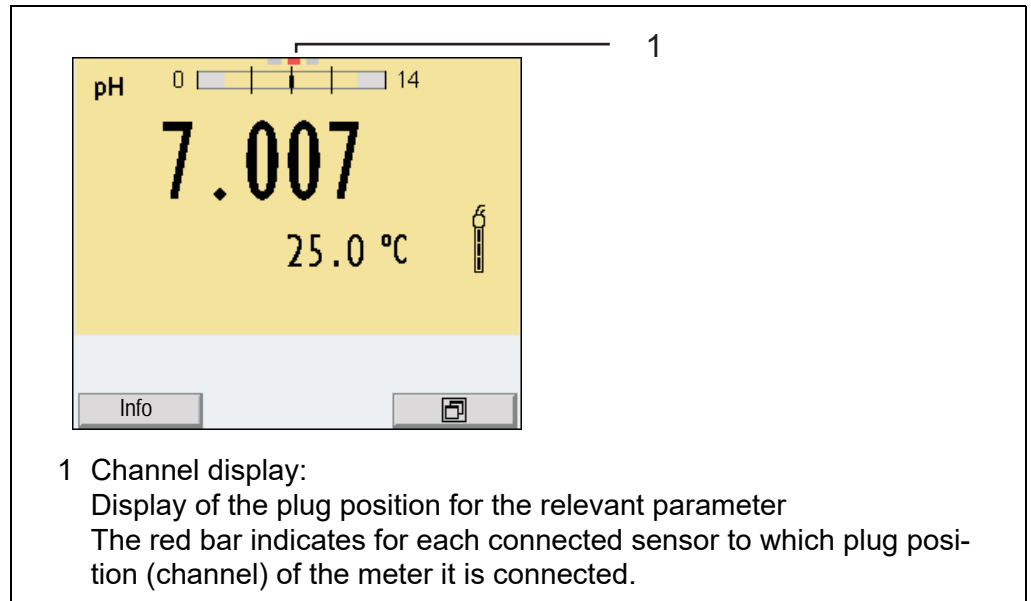 1
pH 0 14
7.007
25.0 °C
Info
1 Channel display:
Display of the plug position for the relevant parameter
The red bar indicates for each connected sensor to which plug posi-
tion (channel) of the meter it is connected.